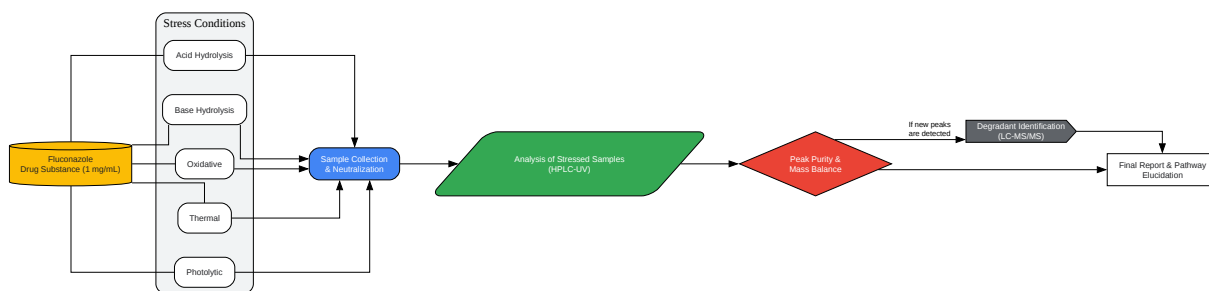 Stress Conditions
Acid Hydrolysis
Base Hydrolysis
Fluconazole
Drug Substance (1 mg/mL)
Oxidative
Thermal
Photolytic
Sample Collection
& Neutralization
Analysis of Stressed Samples
(HPLC-UV)
Peak Purity &
Mass Balance
If new peaks
are detected
Degradant Identification
(LC-MS/MS)
Final Report & Pathway
Elucidation